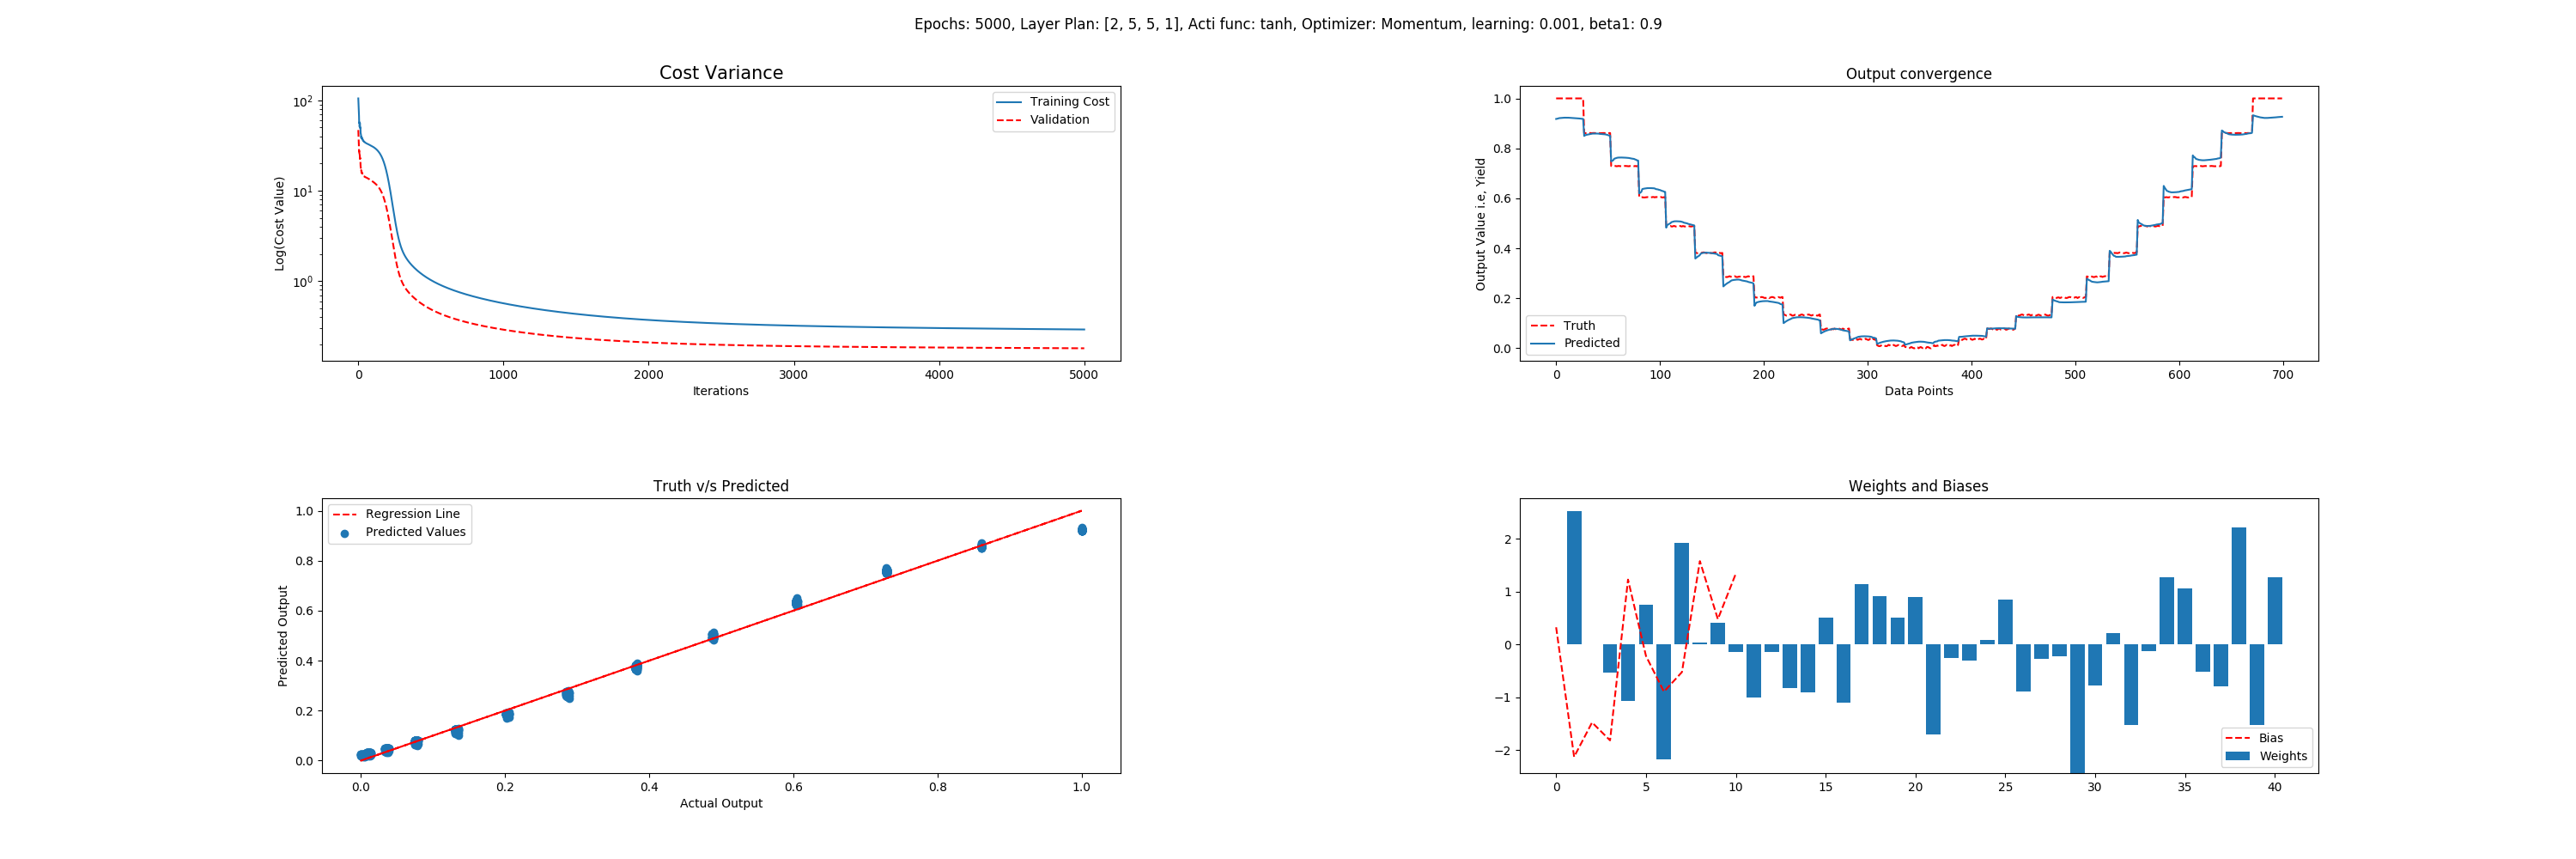 Epochs: 5000, Layer Plan: [2, 5, 5, 1], Acti func: tanh, Optimizer: Momentum, learning: 0.001, beta1: 0.9
Cost Variance
10^2
10^1
10^0
Log(Cost Value)
Training Cost
Validation
0 1000 2000 3000 4000 5000
Iterations
Output convergence
1.0
0.8
0.6
0.4
0.2
0.0
Output Value i.e, Yield
Truth
Predicted
0 100 200 300 400 500 600 700
Data Points
Truth v/s Predicted
1.0
0.8
0.6
0.4
0.2
0.0
Predicted Output
Regression Line
Predicted Values
0.0 0.2 0.4 0.6 0.8 1.0
Actual Output
Weights and Biases
2
1
0
−1
−2
Bias
Weights
0 5 10 15 20 25 30 35 40